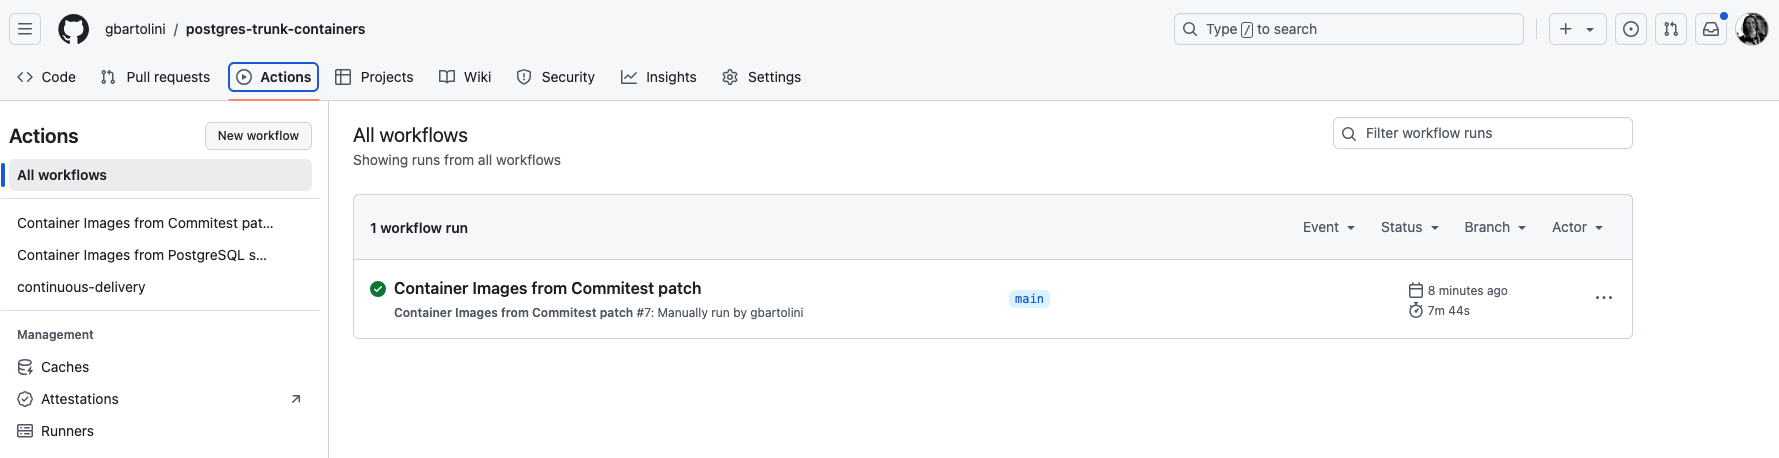 gbartolini / postgres-trunk-containers
Type / to search
Code Pull requests Actions Projects Wiki Security Insights Settings
Actions
New workflow
All workflows
Container Images from Commitest pat...
Container Images from PostgreSQL s...
continuous-delivery
Management
Caches
Attestations
Runners
All workflows
Showing runs from all workflows
Filter workflow runs
1 workflow run
Event Status Branch Actor
Container Images from Commitest patch
Container Images from Commitest patch #7: Manually run by gbartolini
main
8 minutes ago
7m 44s